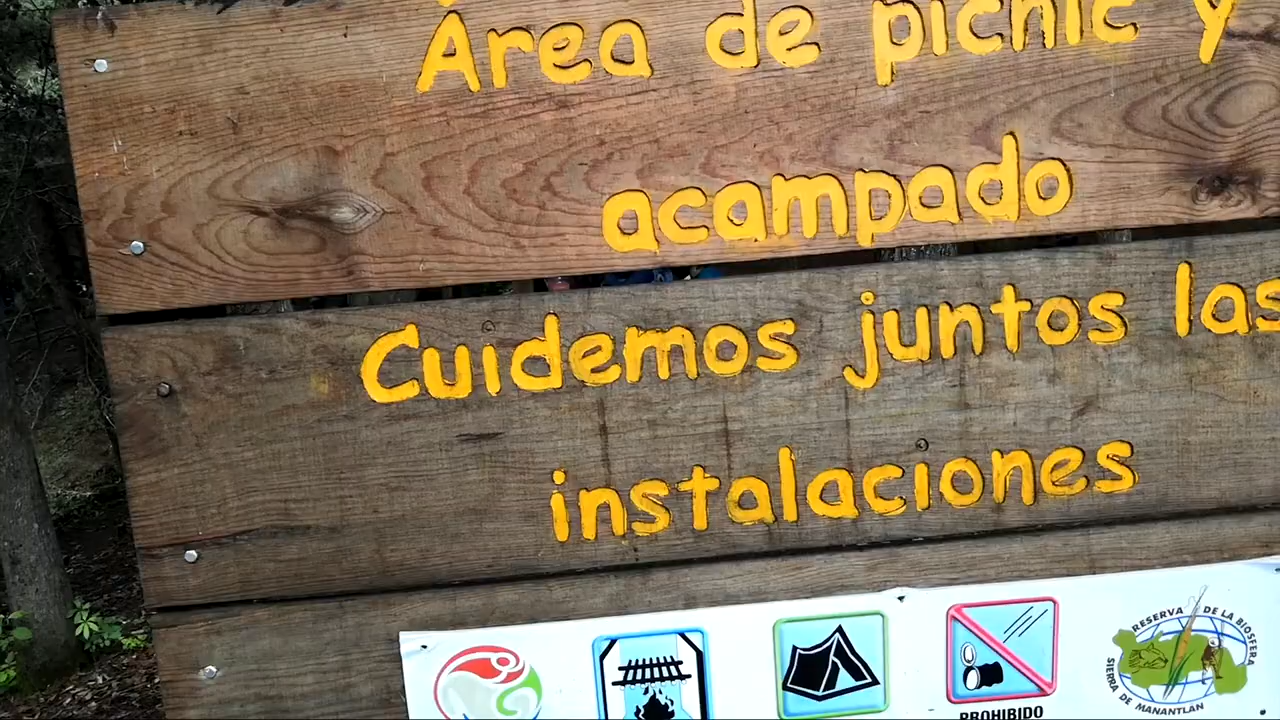 Área de picnic y
acampado
Cuidemos juntos las
instalaciones
PROHIBIDO
RESERVA DE LA BIOSFERA
SIERRA DE MANANTLAN